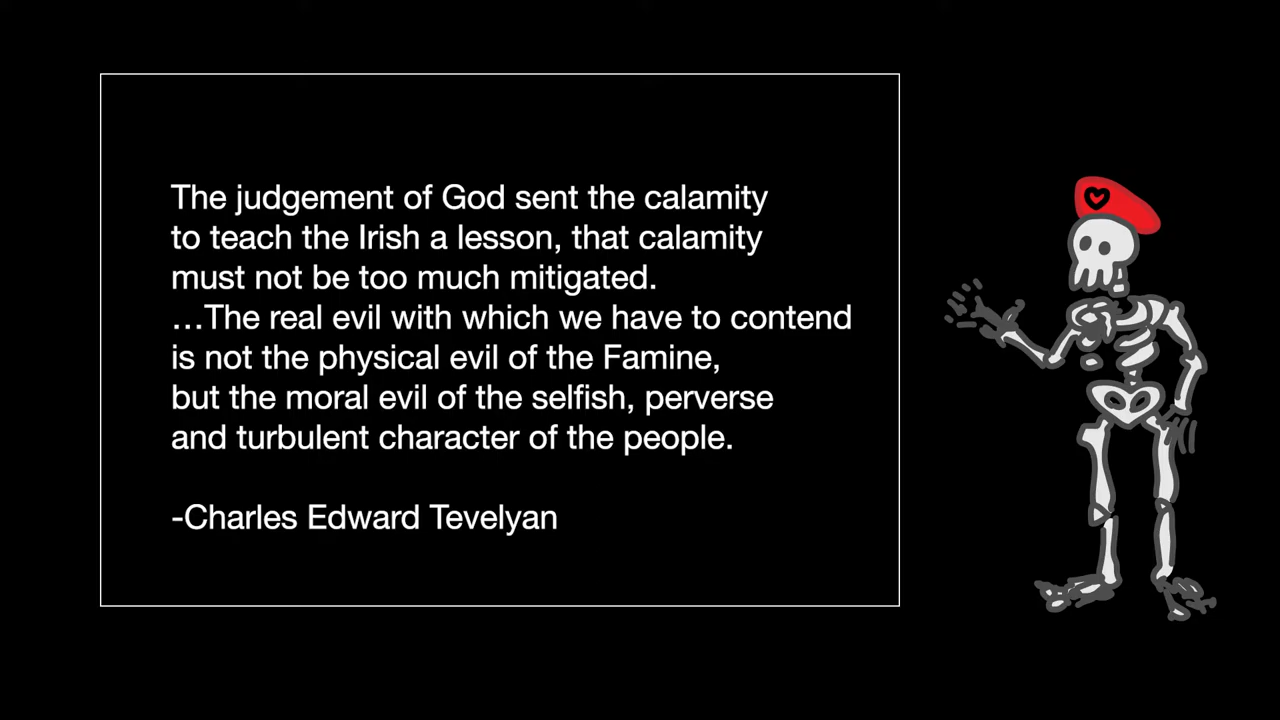 The judgement of God sent the calamity
to teach the Irish a lesson, that calamity
must not be too much mitigated.
…The real evil with which we have to contend
is not the physical evil of the Famine,
but the moral evil of the selfish, perverse
and turbulent character of the people.
-Charles Edward Tevelyan